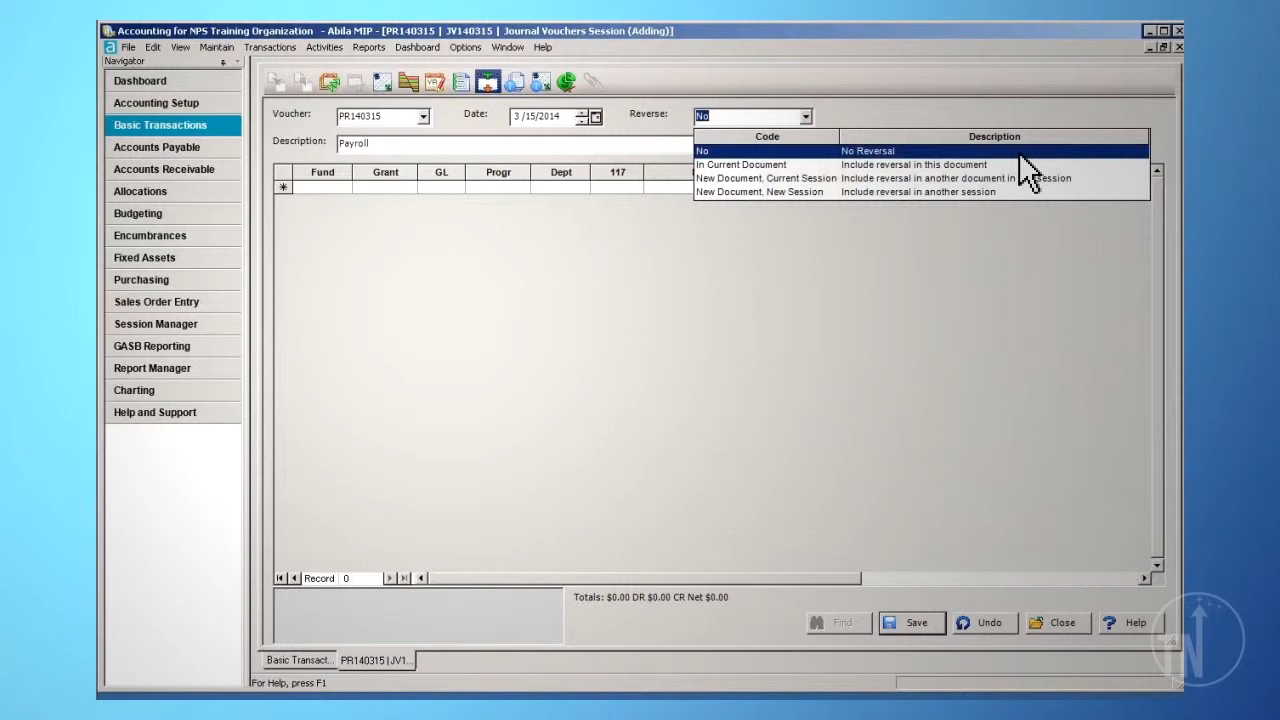 Accounting for NPS Training Organization - Abila MIP - [PR140315 | JV140315 | Journal Vouchers Session (Adding)]
File Edit View Maintain Transactions Activities Reports Dashboard Options Window Help
Navigator
Dashboard
Accounting Setup
Basic Transactions
Accounts Payable
Accounts Receivable
Allocations
Budgeting
Encumbrances
Fixed Assets
Purchasing
Sales Order Entry
Session Manager
GASB Reporting
Report Manager
Charting
Help and Support
Voucher: PR140315 Date: 3 /15/2014 Reverse: No
Description: Payroll
Code Description
No No Reversal
In Current Document Include reversal in this document
New Document, Current Session Include reversal in another document in session
New Document, New Session Include reversal in another session
Fund Grant GL Progr Dept 117
Record 0
Totals: $0.00 DR $0.00 CR Net $0.00
Find Save Undo Close Help
Basic Transact... PR140315 | JV1...
For Help, press F1
N